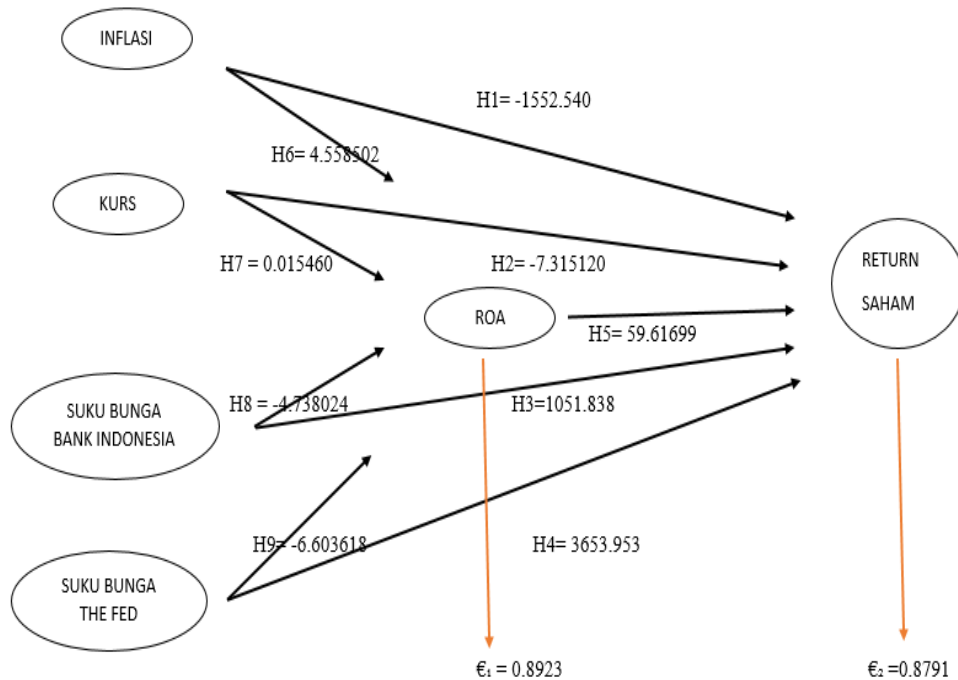 INFLASI
H1= -1552.540
H6= 4.558502
KURS
H7 = 0.015460
H2= -7.315120
RETURN
SAHAM
ROA
H5= 59.61699
SUKU BUNGA
BANK INDONESIA
H8 = -4.738024
H3=1051.838
H9= -6.603618
H4= 3653.953
SUKU BUNGA
THE FED
€₁ = 0.8923
€₂ =0.8791